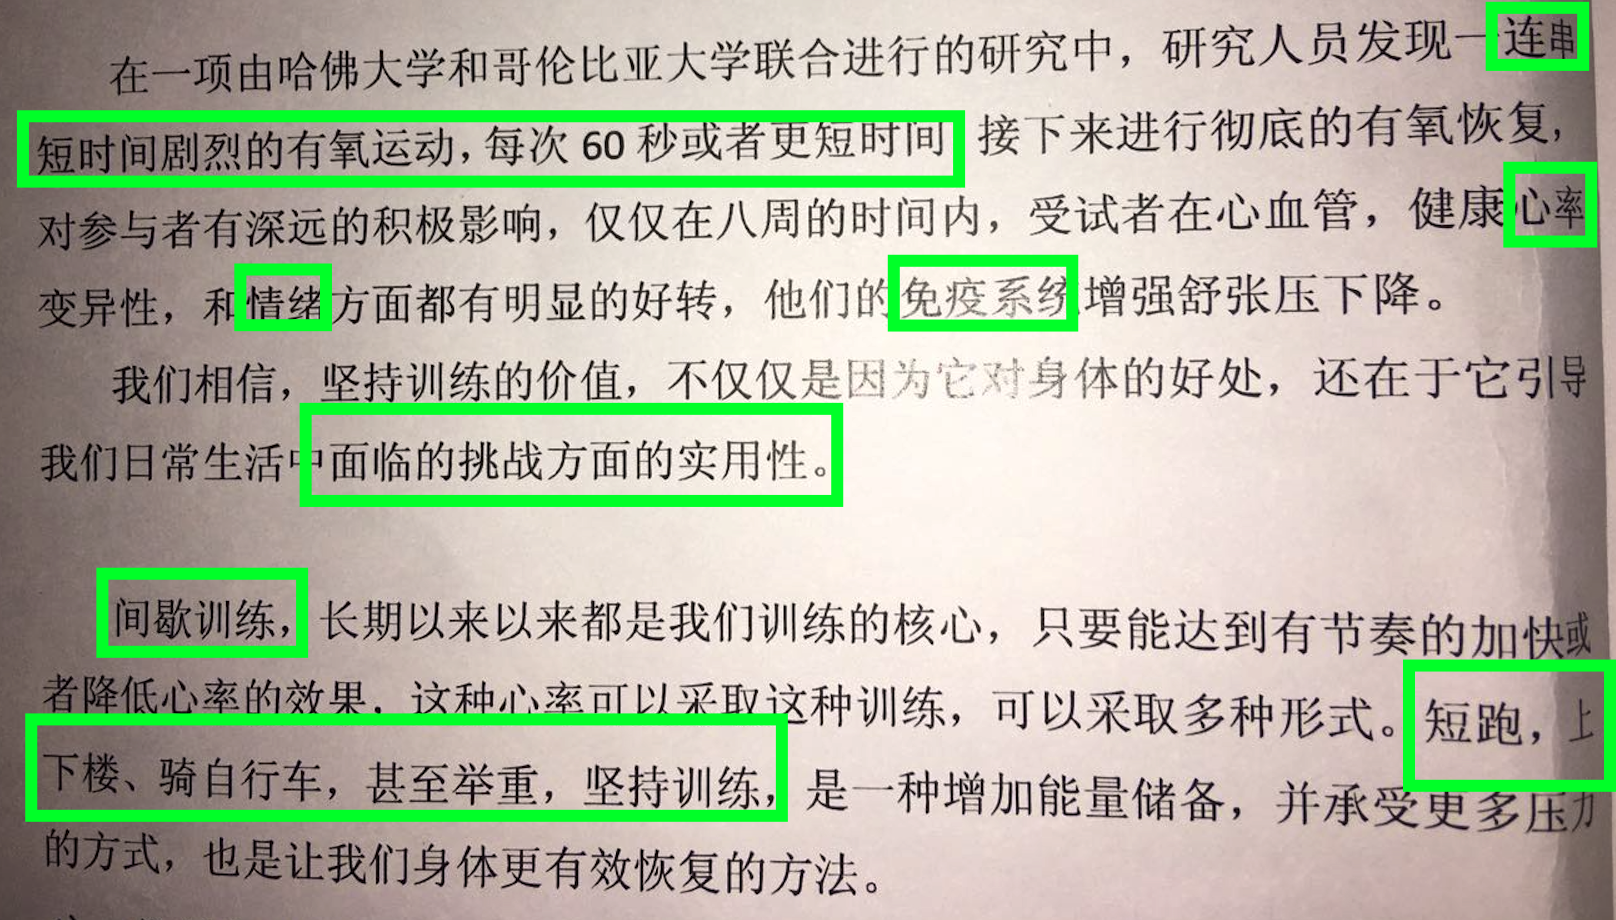 在一项由哈佛大学和哥伦比亚大学联合进行的研究中，研究人员发现一连串
短时间剧烈的有氧运动，每次 60 秒或者更短时间 接下来进行彻底的有氧恢复，
对参与者有深远的积极影响，仅仅在八周的时间内，受试者在心血管，健康心率
变异性，和情绪方面都有明显的好转，他们的免疫系统增强舒张压下降。
我们相信，坚持训练的价值，不仅仅是因为它对身体的好处，还在于它引导
我们日常生活中面临的挑战方面的实用性。
间歇训练，长期以来以来都是我们训练的核心，只要能达到有节奏的加快或
者降低心率的效果，这种心率可以采取这种训练，可以采取多种形式。短跑，上
下楼、骑自行车，甚至举重，坚持训练，是一种增加能量储备，并承受更多压力
的方式，也是让我们身体更有效恢复的方法。